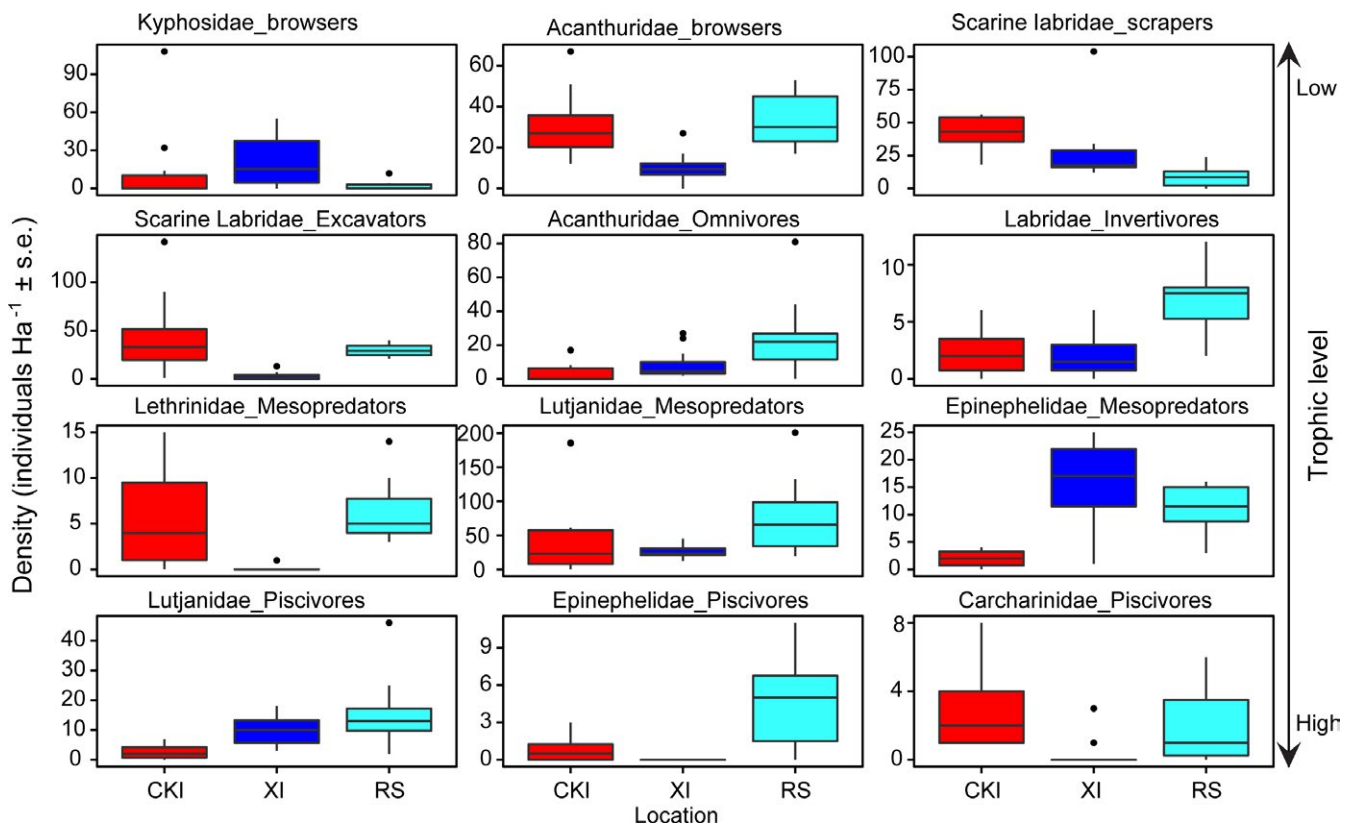 Kyphosidae_browsers
Acanthuridae_browsers
Scarine labridae_scrapers
90
60
30
0
60
40
20
0
100
75
50
25
0
Low
Scarine Labridae_Excavators
Acanthuridae_Omnivores
Labridae_Invertivores
100
50
0
80
60
40
20
0
10
5
0
Density (individuals Ha⁻¹ ± s.e.)
Trophic level
Lethrinidae_Mesopredators
Lutjanidae_Mesopredators
Epinephelidae_Mesopredators
15
10
5
0
200
150
100
50
0
25
20
15
10
5
0
Lutjanidae_Piscivores
Epinephelidae_Piscivores
Carcharinidae_Piscivores
40
30
20
10
0
9
6
3
0
8
4
0
High
CKI XI RS
CKI XI RS
CKI XI RS
Location